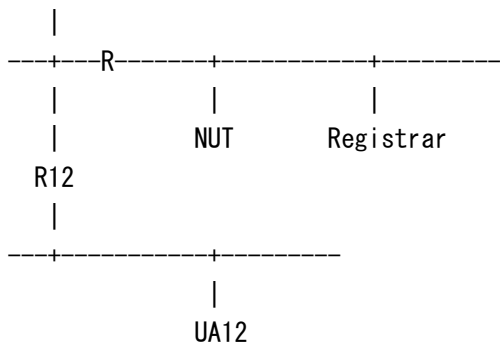 |
---+---R--------+-----------+---------
| | |
| NUT Registrar
R12
|
---+----------+---------
|
UA12